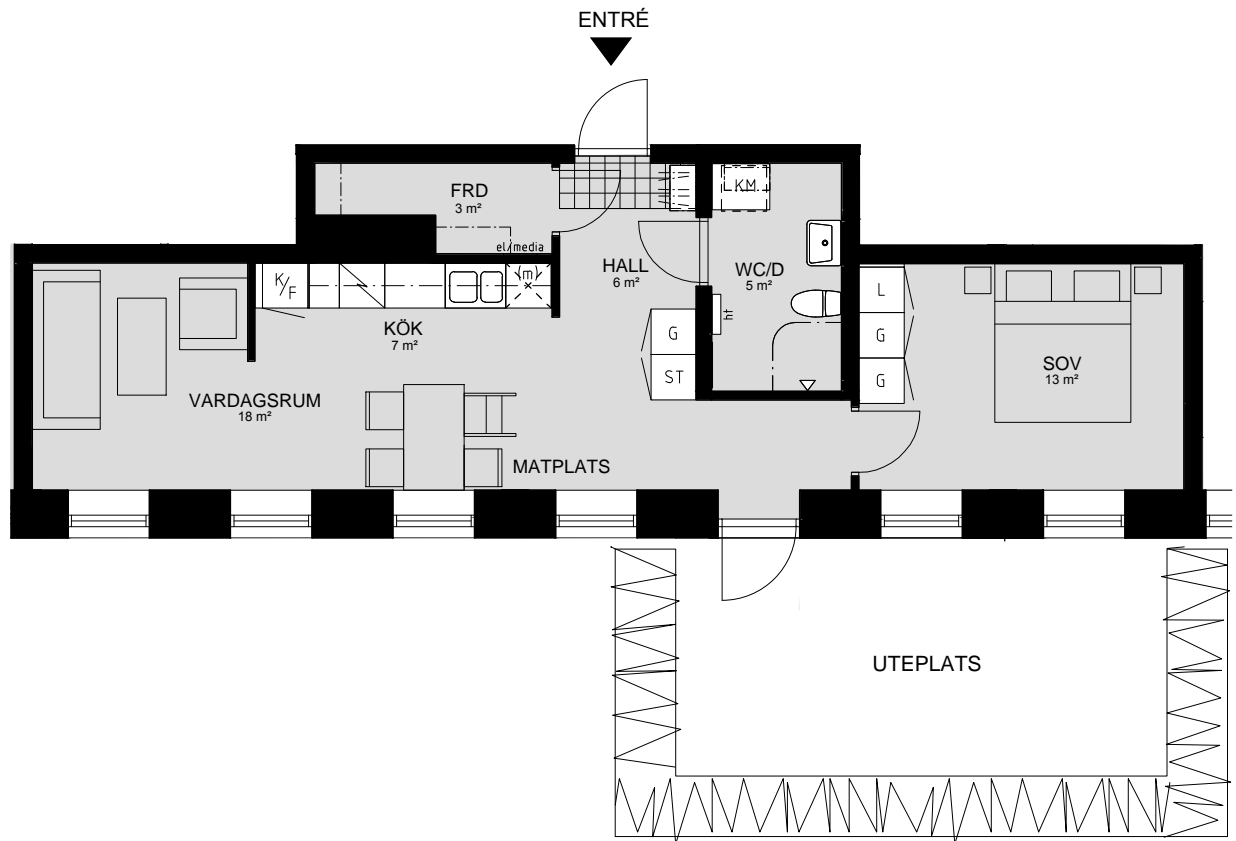 ENTRÉ
FRD
3 m²
el/media
KM
HALL
6 m²
WC/D
5 m²
ht
K/F
(m)
KÖK
7 m²
G
ST
L
G
G
SOV
13 m²
VARDAGSRUM
18 m²
MATPLATS
UTEPLATS